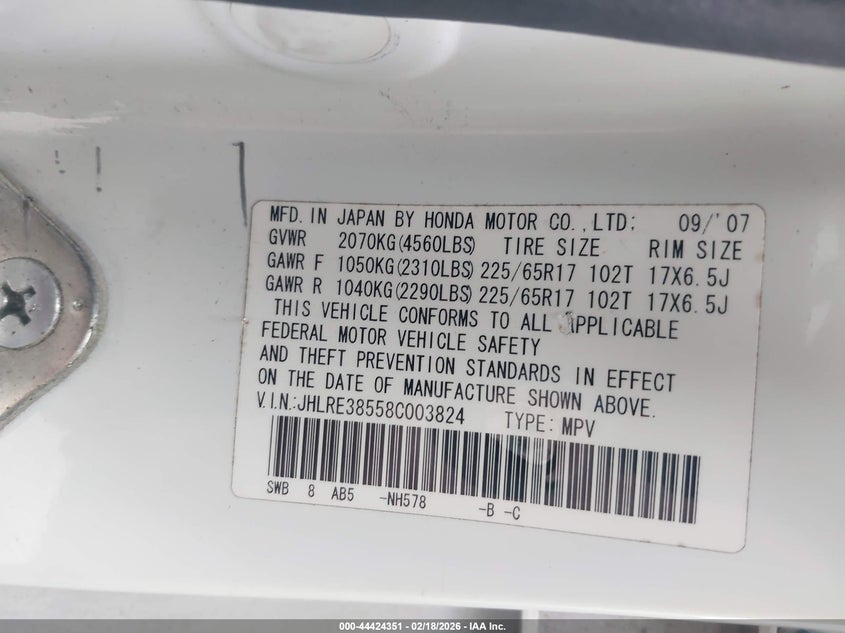 MFD. IN JAPAN BY HONDA MOTOR CO., LTD: 09/'07
GVWR 2070KG(4560LBS) TIRE SIZE RIM SIZE
GAWR F 1050KG(2310LBS) 225/65R17 102T 17X6.5J
GAWR R 1040KG(2290LBS) 225/65R17 102T 17X6.5J
THIS VEHICLE CONFORMS TO ALL APPLICABLE
FEDERAL MOTOR VEHICLE SAFETY
AND THEFT PREVENTION STANDARDS IN EFFECT
ON THE DATE OF MANUFACTURE SHOWN ABOVE.
V.I.N.:JHLRE38558C003824 TYPE: MPV
SWB 8 AB5 -NH578 -B -C
000-44424351 | 02/18/2026 - IAA Inc.